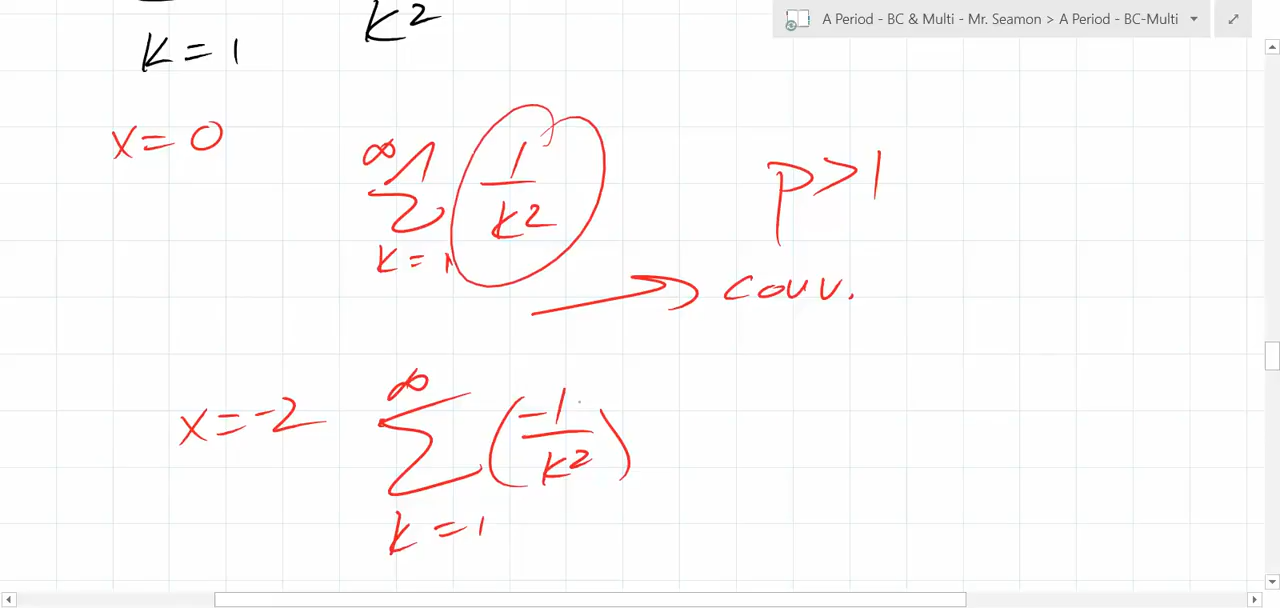 A Period - BC & Multi - Mr. Seamon > A Period - BC-Multi
k = 1
k2
x = 0
∞
∑
k = 1
1
k2
p > 1
conv.
x = -2
∞
∑
k = 1
(-1
k2)